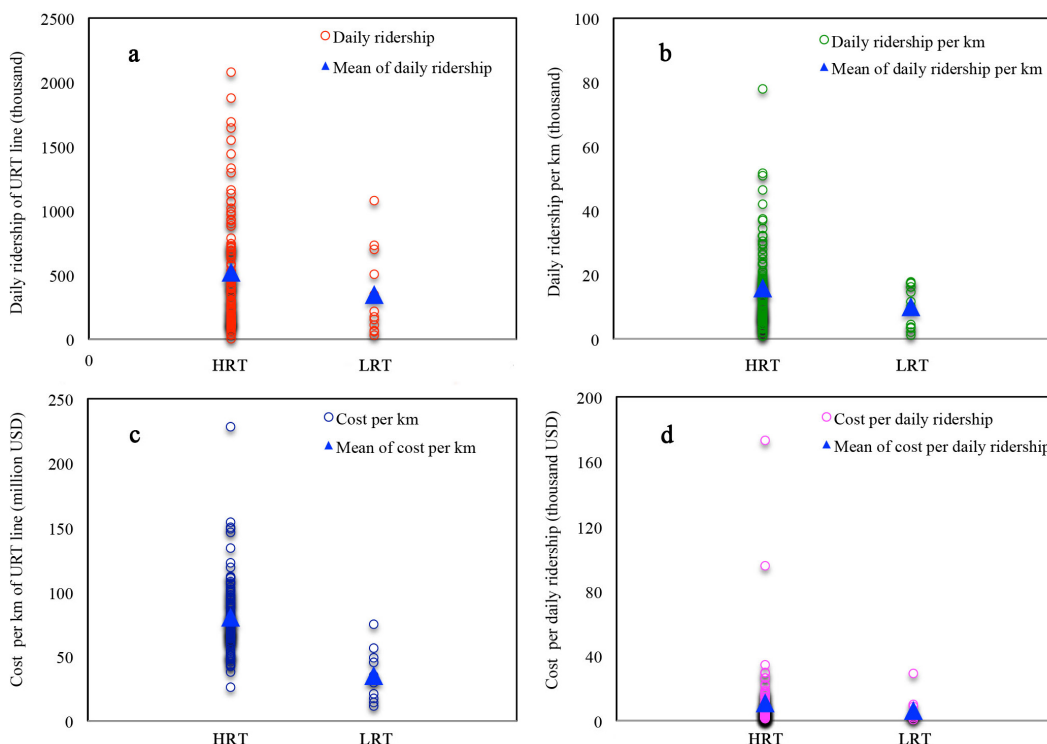 Daily ridership of URT line (thousand)
2500
2000
1500
1000
500
0
0
a
Daily ridership
Mean of daily ridership
HRT
LRT
Daily ridership per km (thousand)
100
80
60
40
20
0
b
Daily ridership per km
Mean of daily ridership per km
HRT
LRT
Cost per km of URT line (million USD)
250
200
150
100
50
0
c
Cost per km
Mean of cost per km
HRT
LRT
Cost per daily ridership (thousand USD)
200
160
120
80
40
0
d
Cost per daily ridership
Mean of cost per daily ridership
HRT
LRT